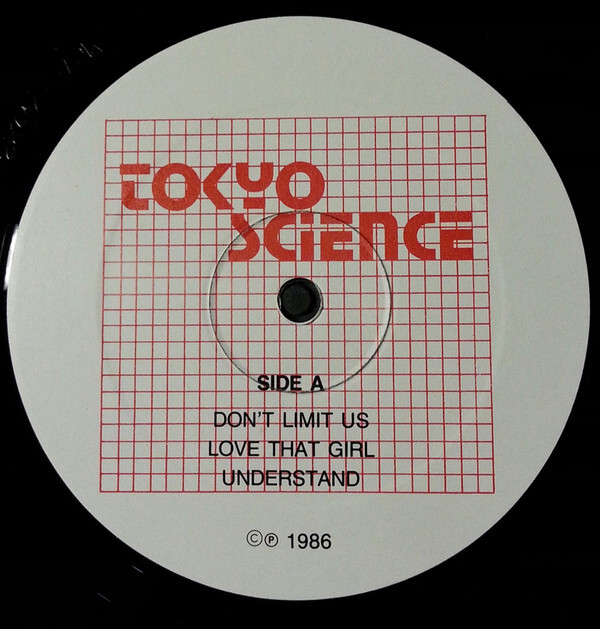 TOKYO
SCIENCE
SIDE A
DON'T LIMIT US
LOVE THAT GIRL
UNDERSTAND
©℗ 1986